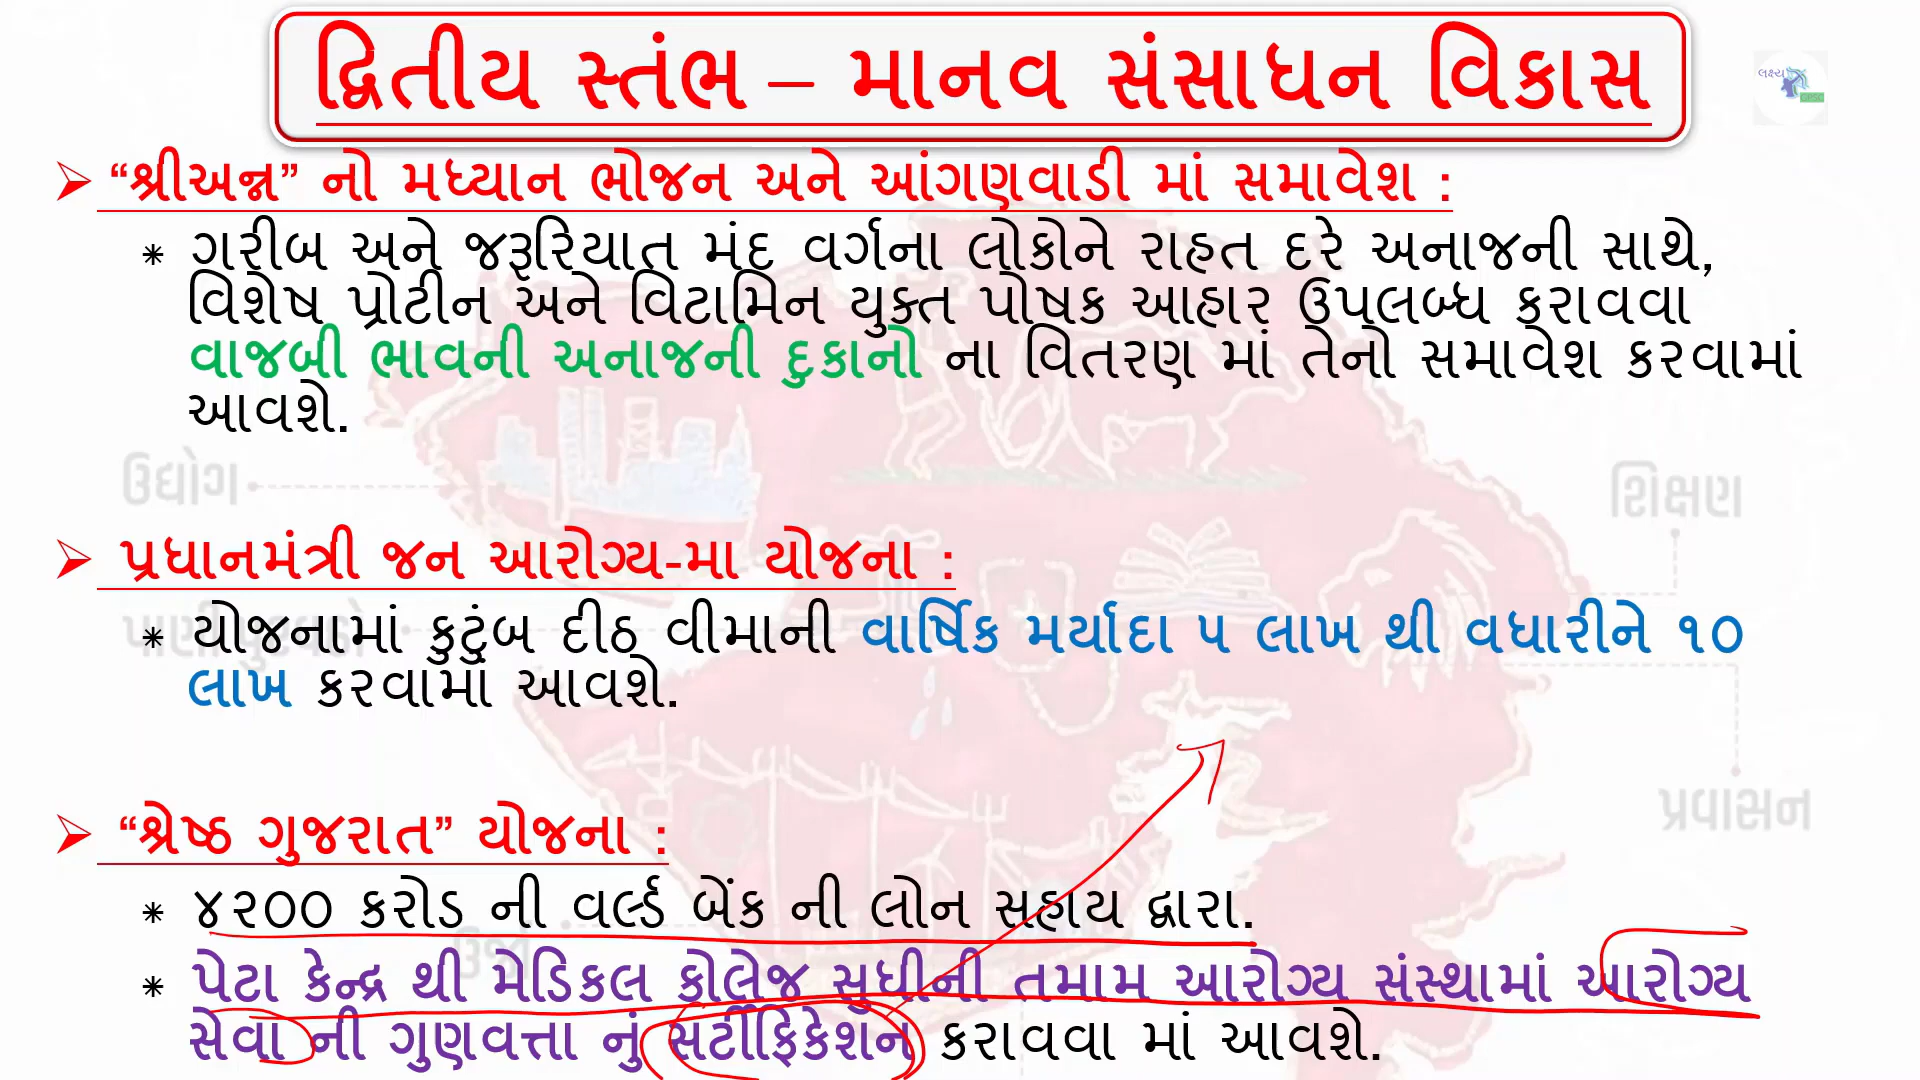 દ્વિતીય સ્તંભ – માનવ સંસાધન વિકાસ
લક્ષ્ય
➢ “શ્રીઅન્ન” નો મધ્યાન ભોજન અને આંગણવાડી માં સમાવેશ :
* ગરીબ અને જરૂરિયાત મંદ વર્ગના લોકોને રાહત દરે અનાજની સાથે,
વિશેષ પ્રોટીન અને વિટામિન યુક્ત પોષક આહાર ઉપલબ્ધ કરાવવા
વાજબી ભાવની અનાજની દુકાનો ના વિતરણ માં તેનો સમાવેશ કરવામાં
આવશે.
ઉદ્યોગ
શિક્ષણ
➢ પ્રધાનમંત્રી જન આરોગ્ય-મા યોજના :
* યોજનામાં કુટુંબ દીઠ વીમાની વાર્ષિક મર્યાદા ૫ લાખ થી વધારીને ૧૦
લાખ કરવામાં આવશે.
પ્રવાસન
➢ “શ્રેષ્ઠ ગુજરાત” યોજના :
* ૪૨૦૦ કરોડ ની વર્લ્ડ બેંક ની લોન સહાય દ્વારા.
ઉર્જા
* પેટા કેન્દ્ર થી મેડિકલ કોલેજ સુધીની તમામ આરોગ્ય સંસ્થામાં આરોગ્ય
સેવા ની ગુણવત્તા નું સર્ટીફિકેશન કરાવવા માં આવશે.